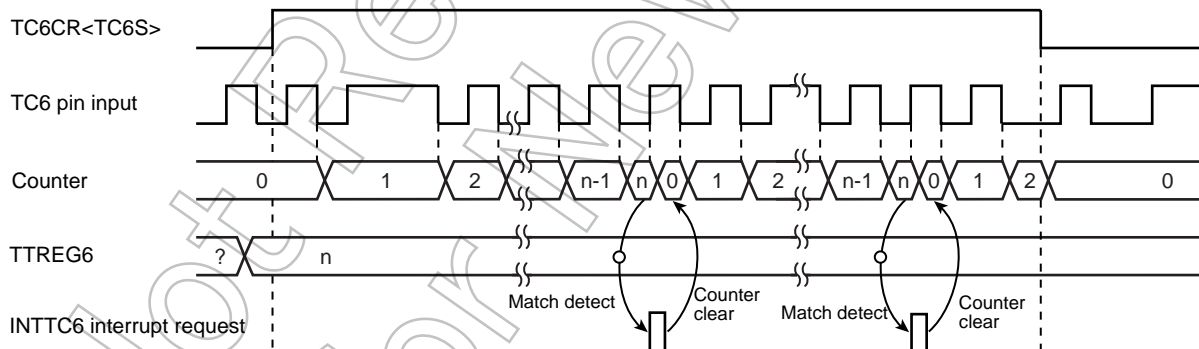 TC6CR<TC6S>
TC6 pin input
Counter
0 1 2 n-1 n 0 1 2 n-1 n 0 1 2 0
TTREG6
? n
Match detect
Counter
clear
Match detect
Counter
clear
INTTC6 interrupt request